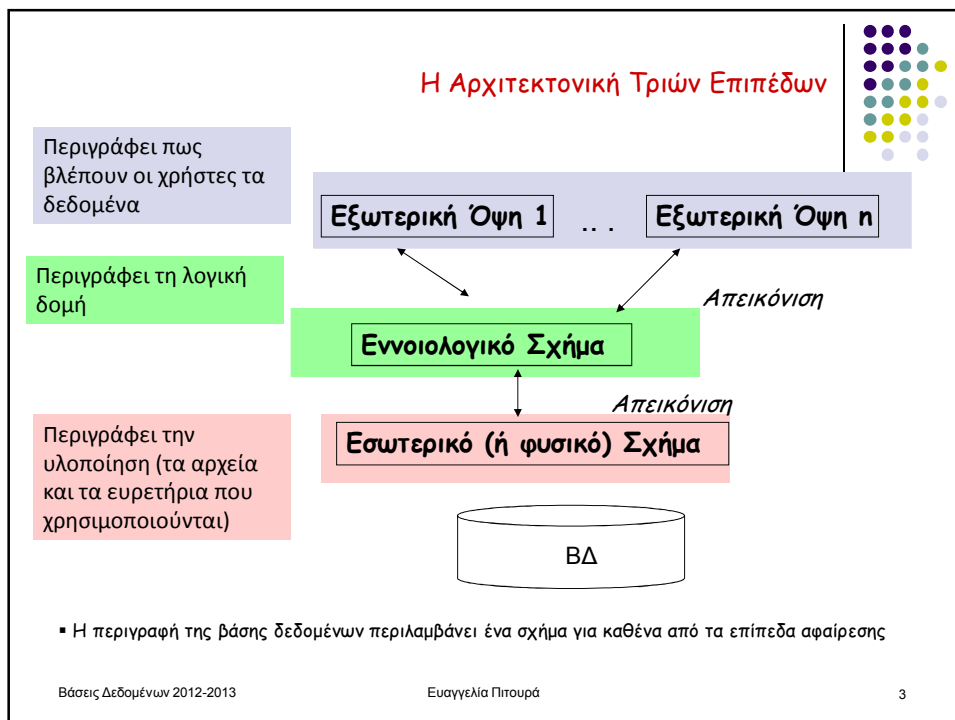 Η Αρχιτεκτονική Τριών Επιπέδων
Περιγράφει πως
βλέπουν οι χρήστες τα
δεδομένα
Εξωτερική Όψη 1 .. . Εξωτερική Όψη n
Περιγράφει τη λογική
δομή
Απεικόνιση
Εννοιολογικό Σχήμα
Απεικόνιση
Περιγράφει την
υλοποίηση (τα αρχεία
και τα ευρετήρια που
χρησιμοποιούνται)
Εσωτερικό (ή φυσικό) Σχήμα
ΒΔ
▪ Η περιγραφή της βάσης δεδομένων περιλαμβάνει ένα σχήμα για καθένα από τα επίπεδα αφαίρεσης
Βάσεις Δεδομένων 2012-2013 Ευαγγελία Πιτουρά 3